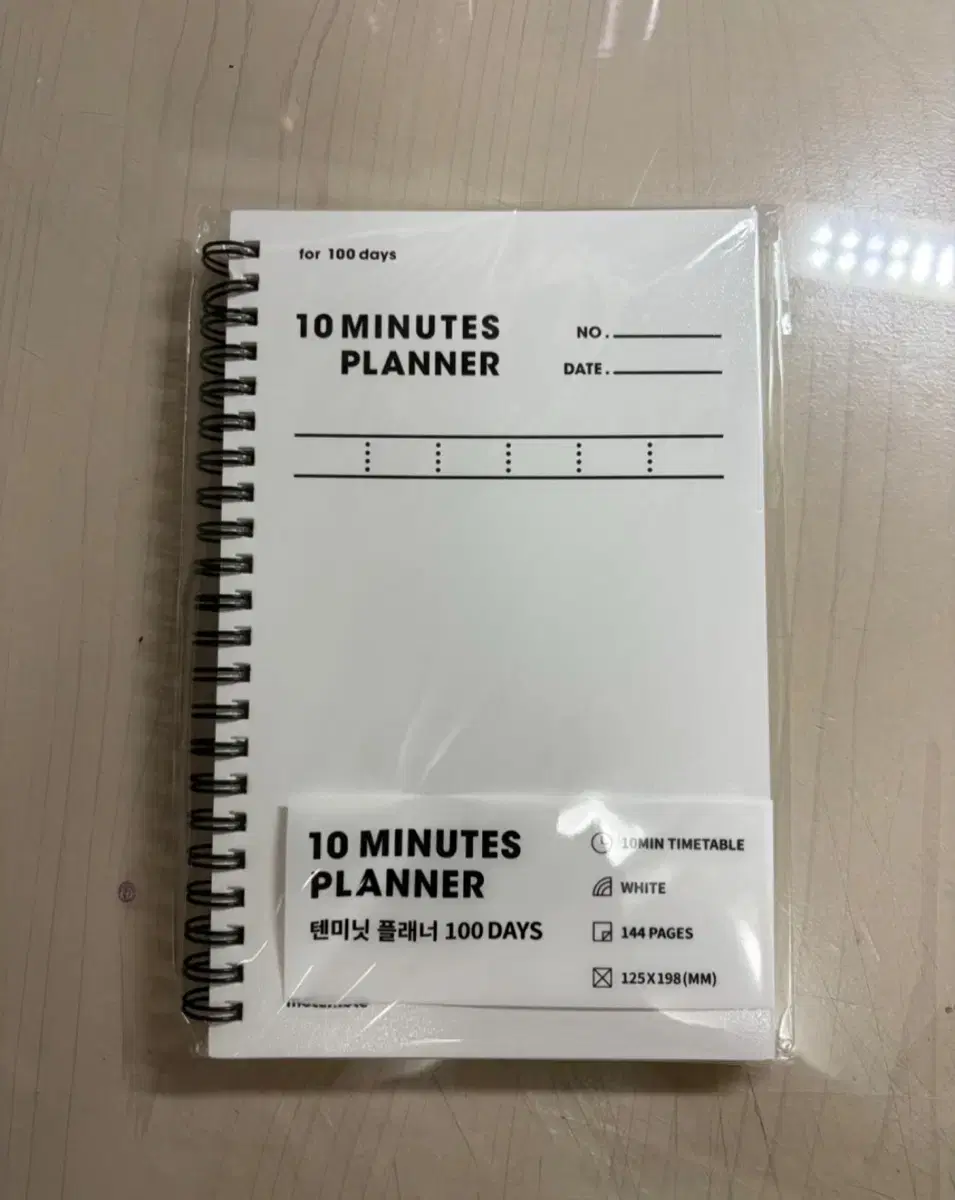 for 100 days
10 MINUTES
PLANNER
NO.
DATE.
10 MINUTES
PLANNER
텐미닛 플래너 100 DAYS
10MIN TIMETABLE
WHITE
144 PAGES
125X198(MM)